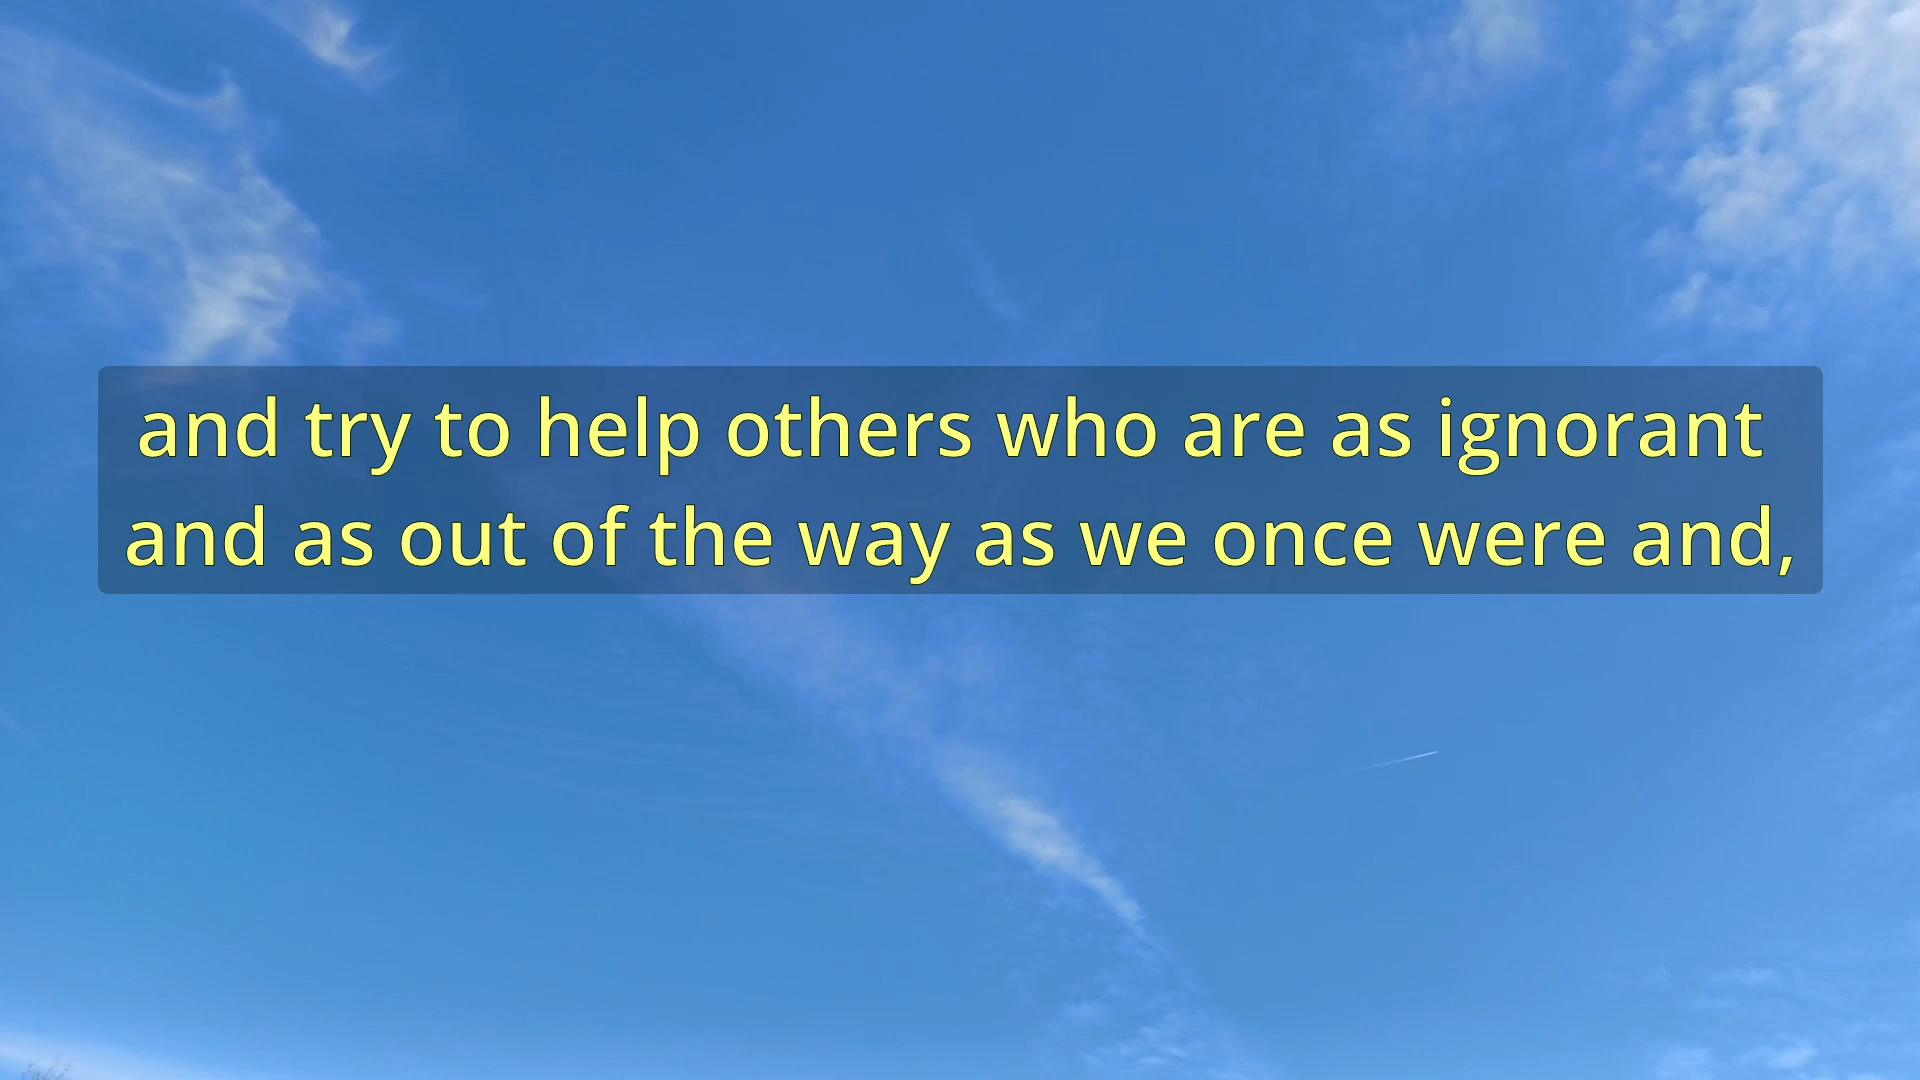 and try to help others who are as ignorant
and as out of the way as we once were and,